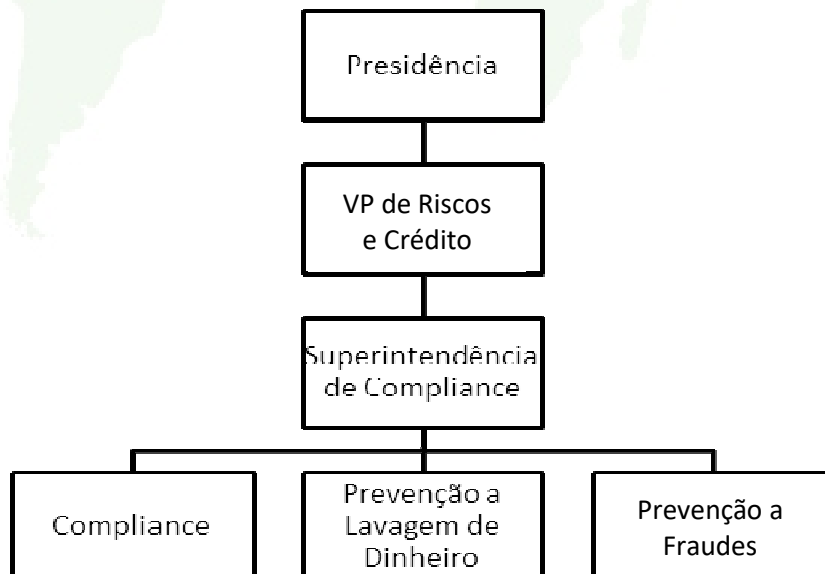 Presidência
VP de Riscos
e Crédito
Superintendência
de Compliance
Compliance
Prevenção a
Lavagem de
Dinheiro
Prevenção a
Fraudes